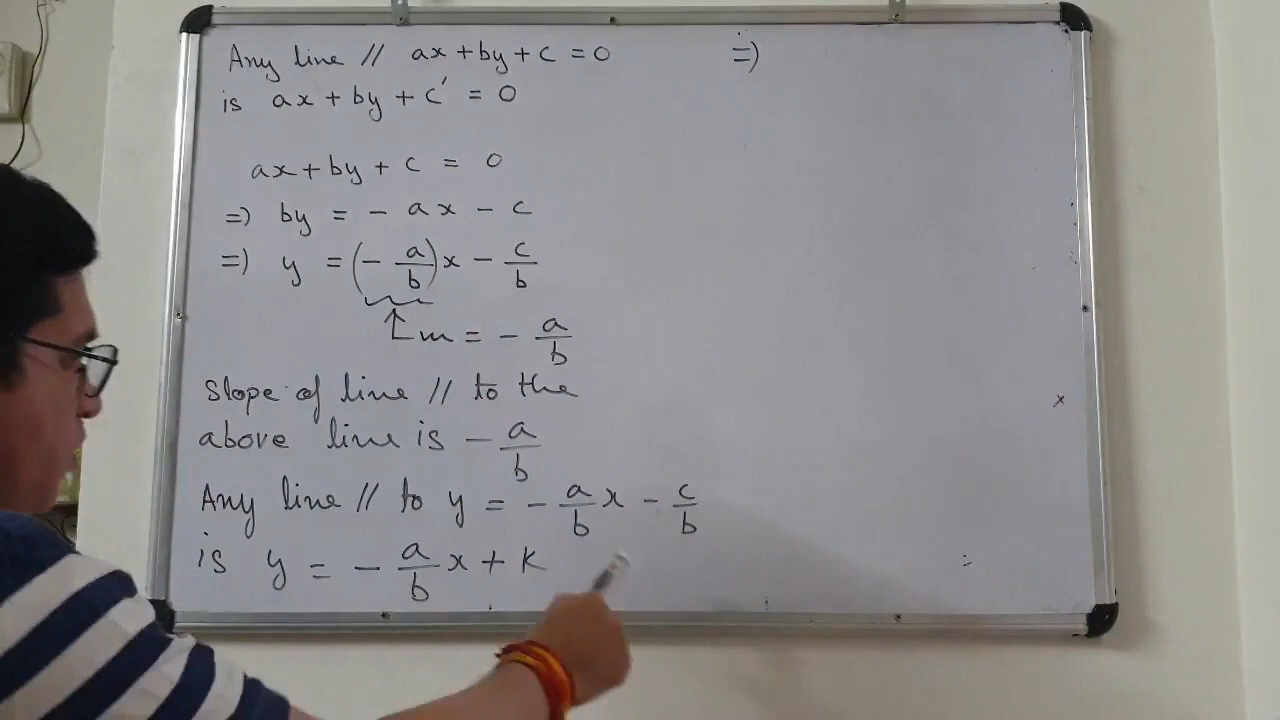 Any line // ax + by + c = 0
is ax + by + c' = 0
ax + by + c = 0
=) by = - ax - c
=) y = (- a/b)x - c/b
m = - a/b
Slope of line // to the
above line is - a/b
Any line // to y = - a/b x - c/b
is y = - a/b x + k
=)